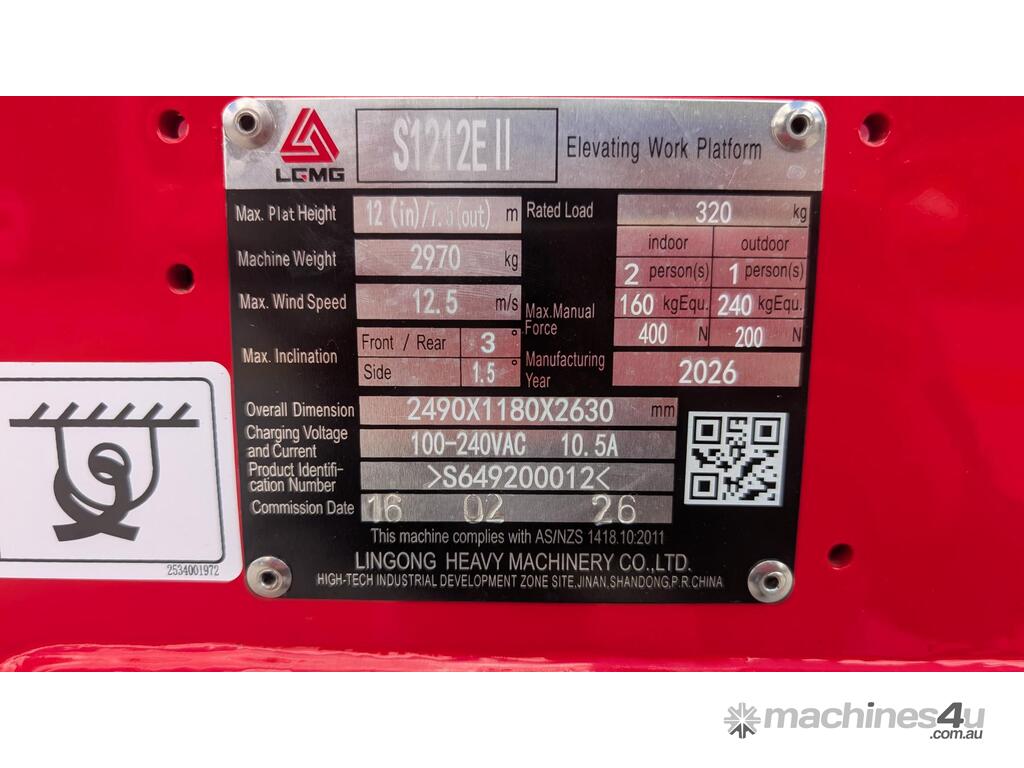 LGMG S1212E II Elevating Work Platform
Max. Plat Height 12 (in)/ (out) m Rated Load 320 kg
indoor outdoor
Machine Weight 2970 kg 2 person(s) 1 person(s)
Max. Wind Speed 12.5 m/s Max.Manual Force 160 kgEqu. 240 kgEqu.
400 N 200 N
Max. Inclination Front / Rear 3 °
Side 1.5 ° Manufacturing Year 2026
Overall Dimension 2490X1180X2630 mm
Charging Voltage and Current 100-240VAC 10.5A
Product Identifi-cation Number >S649200012<
Commission Date 16 02 26
This machine complies with AS/NZS 1418.10:2011
LINGONG HEAVY MACHINERY CO.,LTD.
HIGH-TECH INDUSTRIAL DEVELOPMENT ZONE SITE,JINAN,SHANDONG,P.R.CHINA
2534001972
machines4u
.com.au